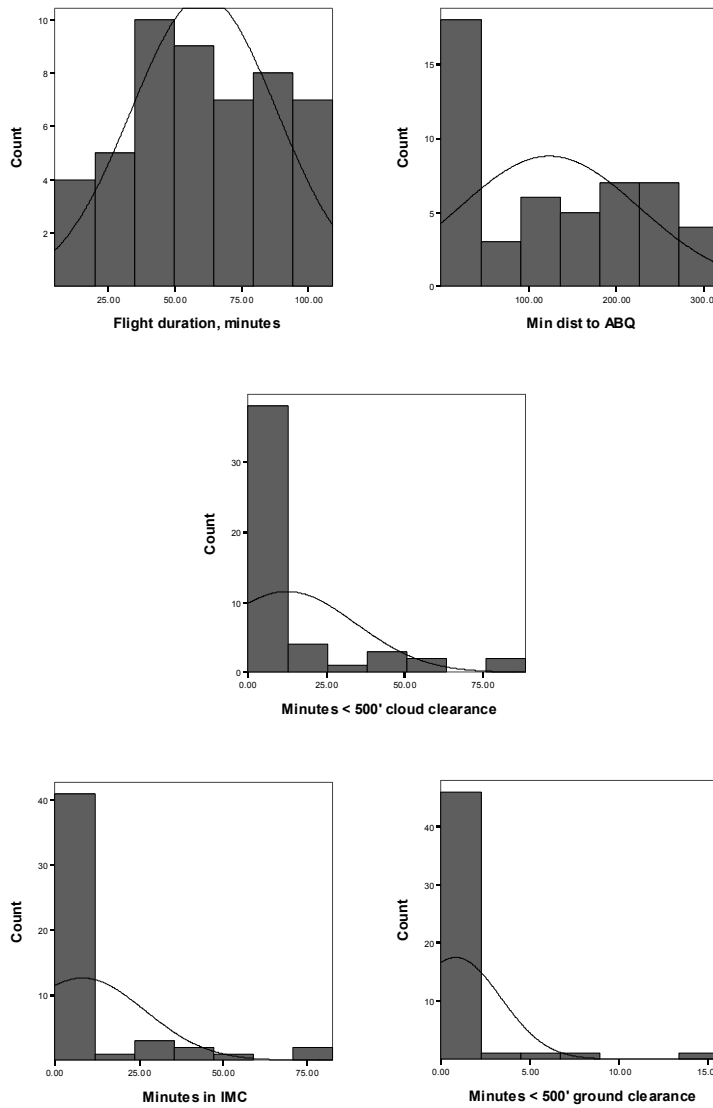 10
8
6
4
2
Count
25.00 50.00 75.00 100.00
Flight duration, minutes
15
10
5
0
Count
100.00 200.00 300.00
Min dist to ABQ
30
20
10
0
Count
0.00 25.00 50.00 75.00
Minutes < 500' cloud clearance
40
30
20
10
Count
0.00 25.00 50.00 75.00
Minutes in IMC
40
30
20
10
Count
0.00 5.00 10.00 15.0
Minutes < 500' ground clearance